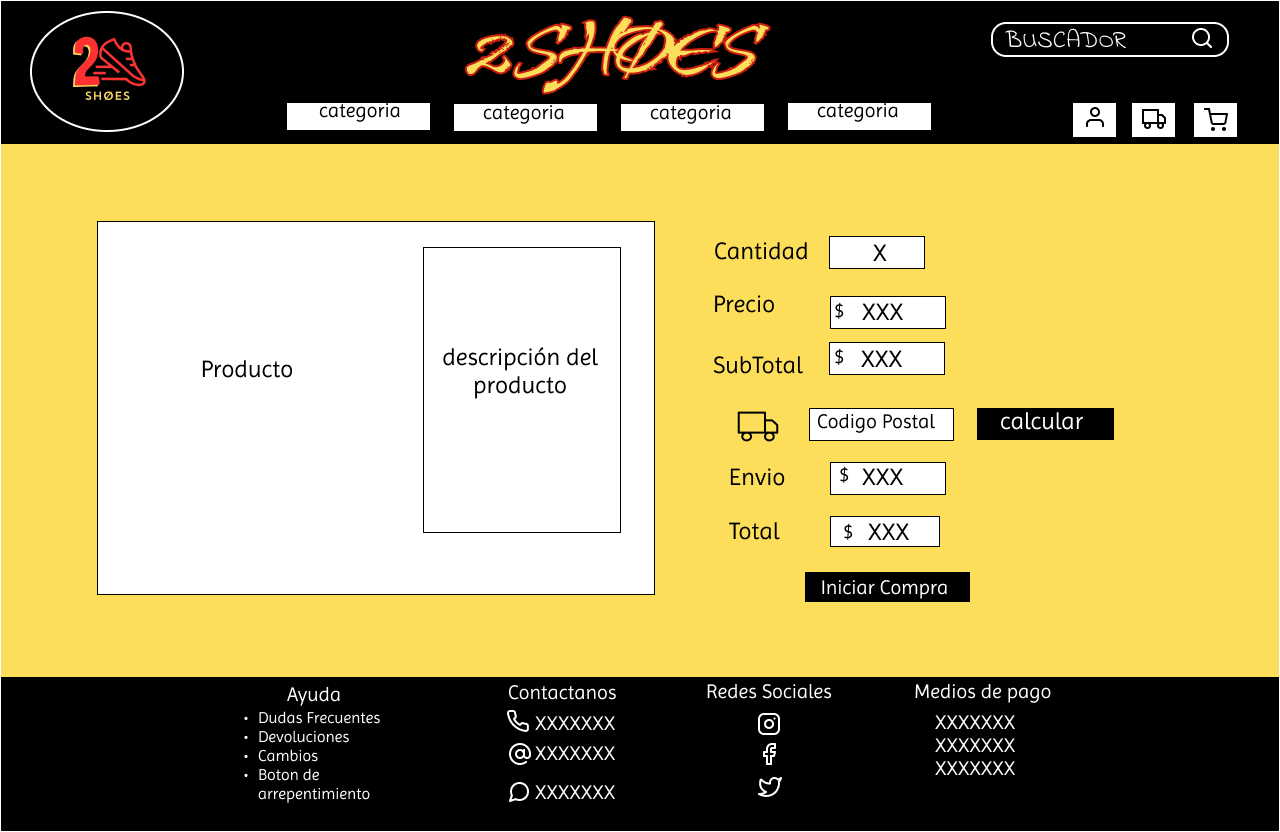 2
SHØES
2SHØES
BUSCADOR
categoria
categoria
categoria
categoria
Producto
descripción del
producto
Cantidad X
Precio $ XXX
SubTotal $ XXX
Codigo Postal calcular
Envio $ XXX
Total $ XXX
Iniciar Compra
Ayuda
• Dudas Frecuentes
• Devoluciones
• Cambios
• Boton de
arrepentimiento
Contactanos
XXXXXXX
XXXXXXX
XXXXXXX
Redes Sociales
Medios de pago
XXXXXXX
XXXXXXX
XXXXXXX